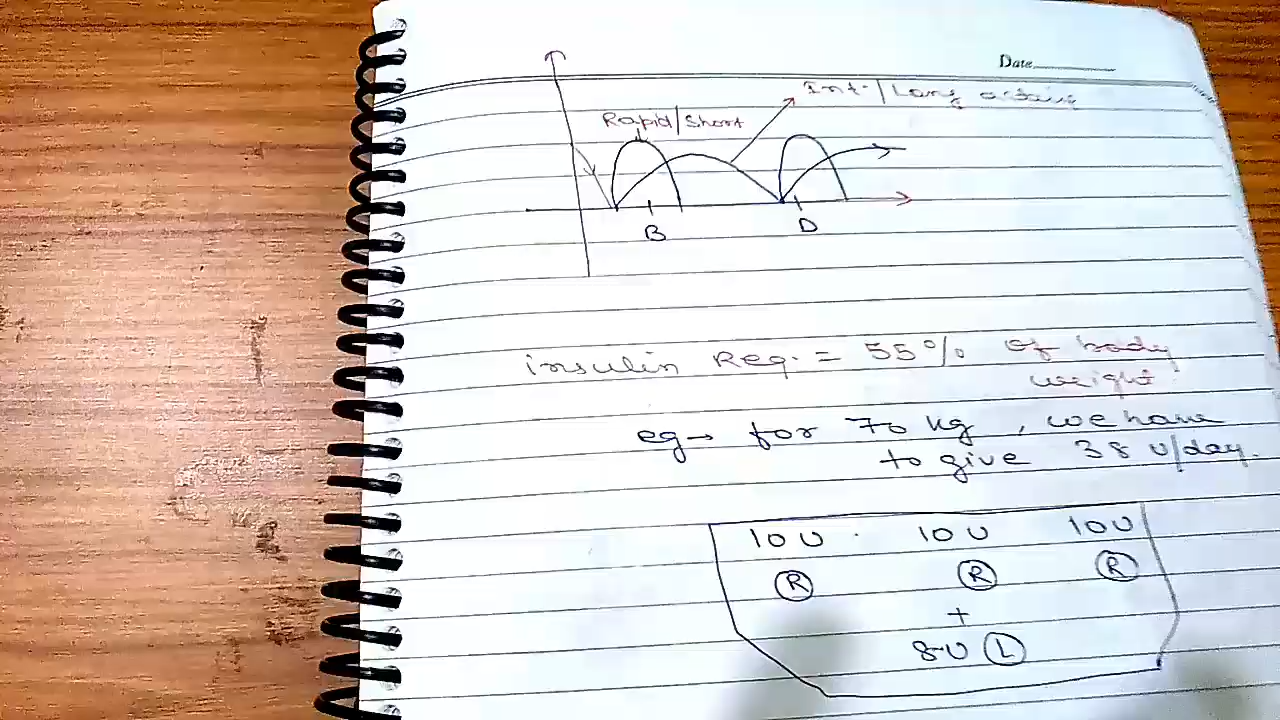 Date
Int. / Long active
Rapid / Short
B D
insulin Req. = 55% of body
weight
eg → for 70 kg, we have
to give 38 U/day.
10 U 10 U 10 U
R R R
+
8 U L